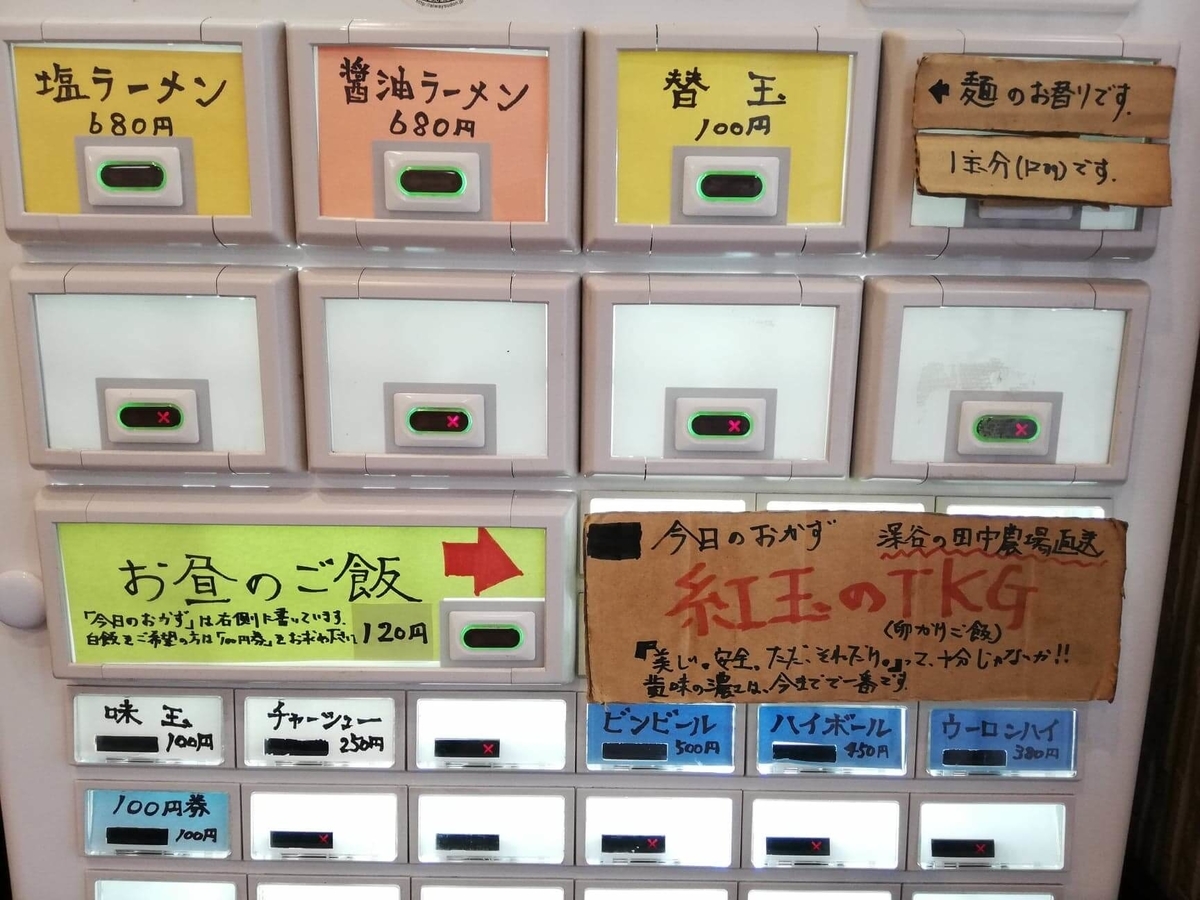 塩ラーメン
680円
醤油ラーメン
680円
替玉
100円
麺のお替りです.
1玉分(120g)です.
お昼のご飯
「今日のおかず」は右側に書いています.
白飯をご希望の方は「100円券」をお求め下さい
120円
今日のおかず 深谷の田中農場直送
紅玉のTKG
(卵かけご飯)
『美しい。安全。ただ、それだけ。』って、十分じゃないか!!
黄味の濃さは、今までで一番です.
味玉
100円
チャーシュー
250円
ビンビール
500円
ハイボール
450円
ウーロンハイ
380円
100円券
100円